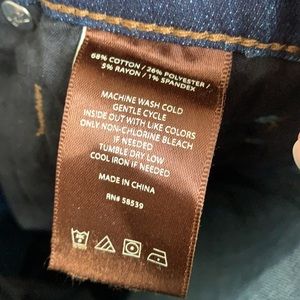 68% COTTON / 26% POLYESTER /
5% RAYON / 1% SPANDEX
MACHINE WASH COLD
GENTLE CYCLE
INSIDE OUT WITH LIKE COLORS
ONLY NON-CHLORINE BLEACH
IF NEEDED
TUMBLE DRY LOW
COOL IRON IF NEEDED
MADE IN CHINA
RN# 58539